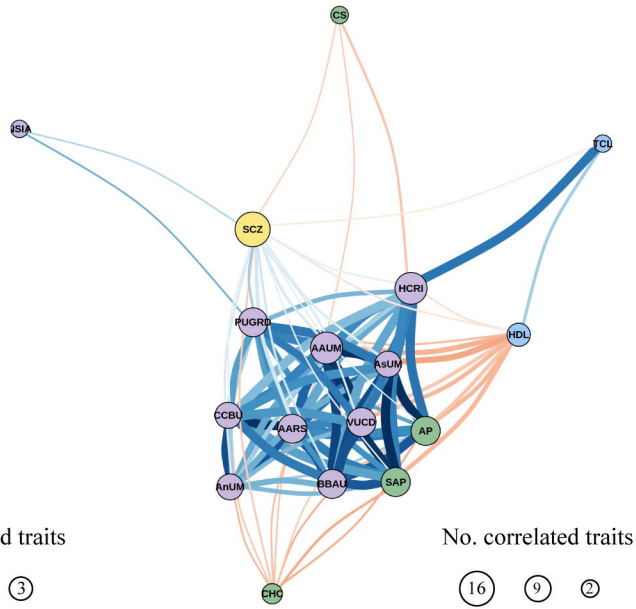 CS
TCL
SCZ
HCRI
PUGRD
HDL
AAUM
AsUM
CCBU
VUCD
AARS
AP
AnUM
BBAU
SAP
d traits
No. correlated traits
3
16
9
2